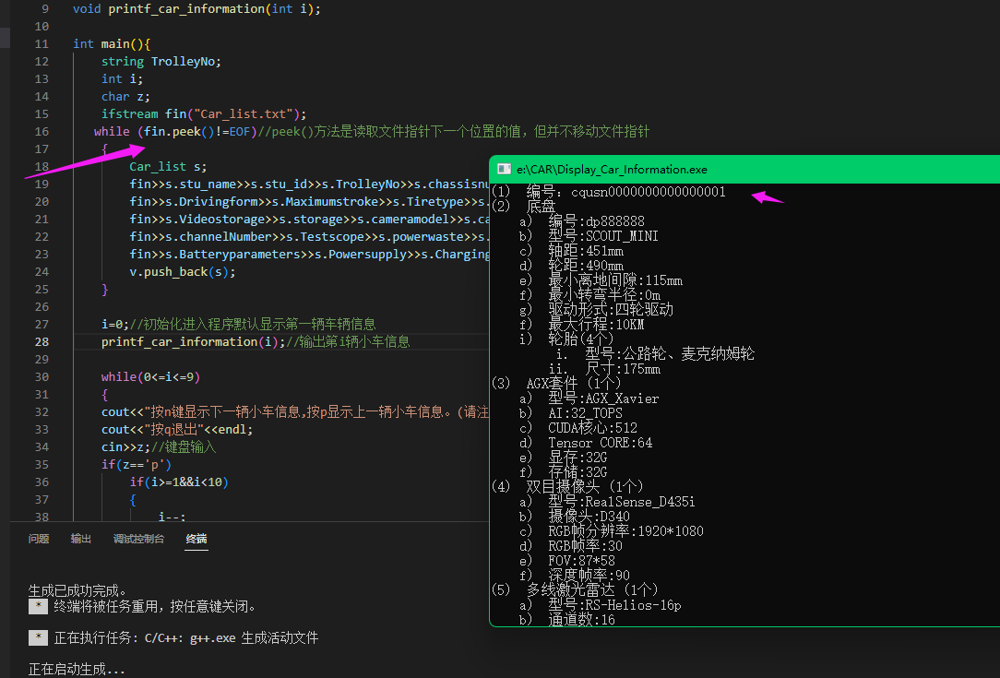 9 void printf_car_information(int i);
10
11 int main(){
12 string TrolleyNo;
13 int i;
14 char z;
15 ifstream fin("Car_list.txt");
16 while (fin.peek()!=EOF)//peek()方法是读取文件指针下一个位置的值，但并不移动文件指针
17 {
18 Car_list s;
19 fin>>s.stu_name>>s.stu_id>>s.TrolleyNo>>s.chassisnu
20 fin>>s.Drivingform>>s.Maximumstroke>>s.Tiretype>>s.
21 fin>>s.Videostorage>>s.storage>>s.cameramodel>>s.ca
22 fin>>s.channelNumber>>s.Testscope>>s.powerwaste>>s.
23 fin>>s.Batteryparameters>>s.Powersupply>>s.Charging
24 v.push_back(s);
25 }
26
27 i=0;//初始化进入程序默认显示第一辆车辆信息
28 printf_car_information(i);//输出第i辆小车信息
29
30 while(0<=i<=9)
31 {
32 cout<<"按n键显示下一辆小车信息,按p显示上一辆小车信息。(请注
33 cout<<"按q退出"<<endl;
34 cin>>z;//键盘输入
35 if(z=='p')
36 if(i>=1&&i<10)
37 {
38 i--;
问题 输出 调试控制台 终端
生成已成功完成。
* 终端将被任务重用，按任意键关闭。
* 正在执行任务: C/C++: g++.exe 生成活动文件
正在启动生成...
e:\CAR\Display_Car_Information.exe
(1) 编号: cqusn0000000000000001
(2) 底盘
a) 编号:dp888888
b) 型号:SCOUT_MINI
c) 轴距:451mm
d) 轮距:490mm
e) 最小离地间隙:115mm
f) 最小转弯半径:0m
g) 驱动形式:四轮驱动
f) 最大行程:10KM
i) 轮胎(4个)
i. 型号:公路轮、麦克纳姆轮
ii. 尺寸:175mm
(3) AGX套件 (1个)
a) 型号:AGX_Xavier
b) AI:32_TOPS
c) CUDA核心:512
d) Tensor CORE:64
e) 显存:32G
f) 存储:32G
(4) 双目摄像头 (1个)
a) 型号:RealSense_D435i
b) 摄像头:D340
c) RGB帧分辨率:1920*1080
d) RGB帧率:30
e) FOV:87*58
f) 深度帧率:90
(5) 多线激光雷达 (1个)
a) 型号:RS-Helios-16p
b) 通道数:16